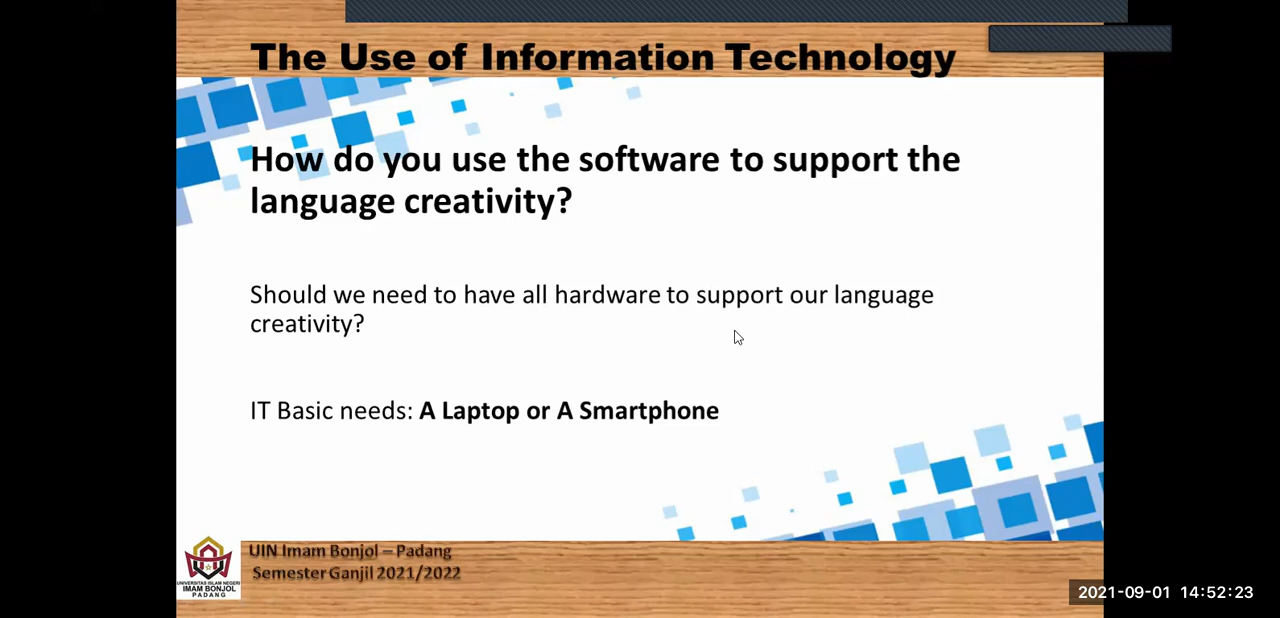 The Use of Information Technology
How do you use the software to support the
language creativity?
Should we need to have all hardware to support our language
creativity?
IT Basic needs: A Laptop or A Smartphone
UIN Imam Bonjol – Padang
Semester Ganjil 2021/2022
UNIVERSITAS ISLAM NEGERI
IMAM BONJOL
PADANG
2021-09-01 14:52:23